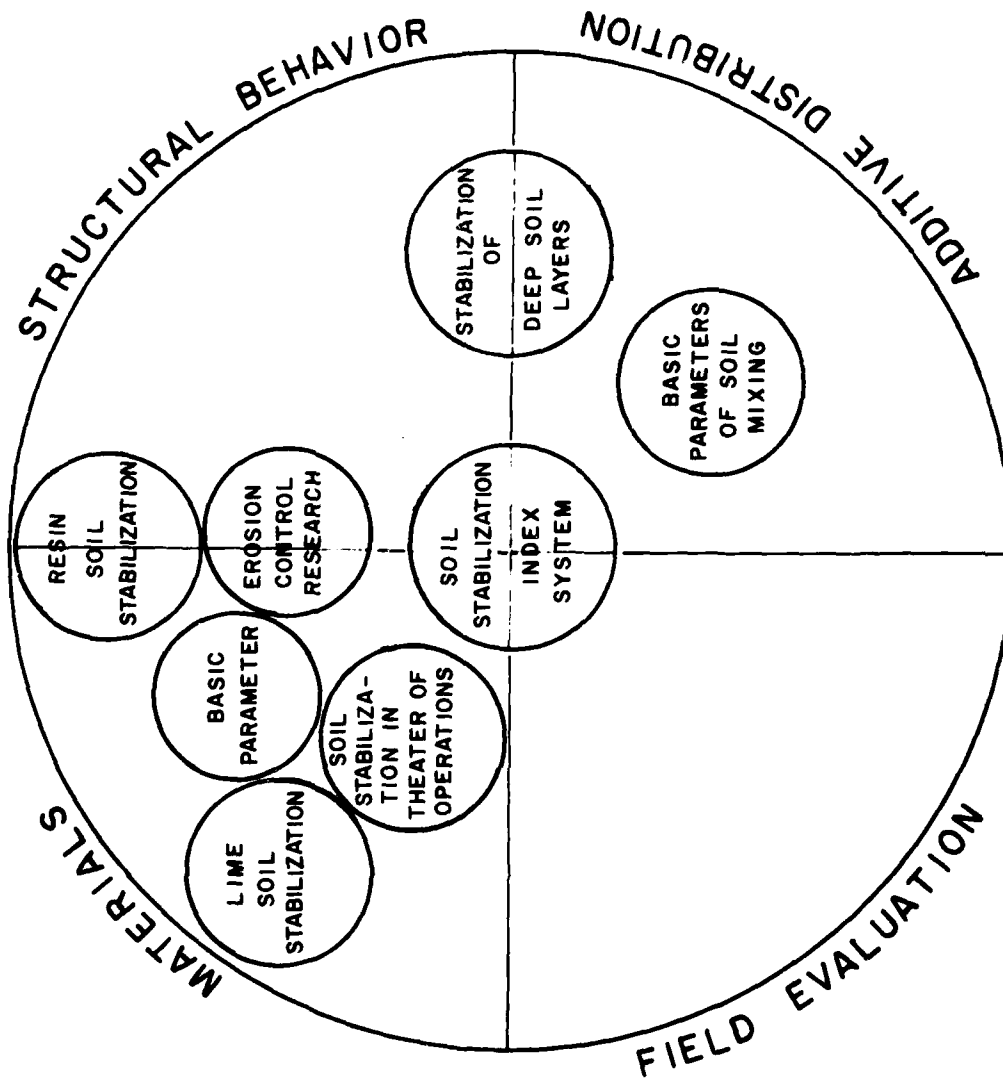 MATERIALS
STRUCTURAL BEHAVIOR
LIME
SOIL
STABILIZATION
BASIC
PARAMETER
RESIN
SOIL
STABILIZATION
SOIL
STABILIZA-
TION IN
THEATER OF
OPERATIONS
EROSION
CONTROL
RESEARCH
SOIL
STABILIZATION
INDEX
SYSTEM
STABILIZATION
OF
DEEP SOIL
LAYERS
BASIC
PARAMETERS
OF SOIL
MIXING
FIELD EVALUATION
ADDITIVE DISTRIBUTION